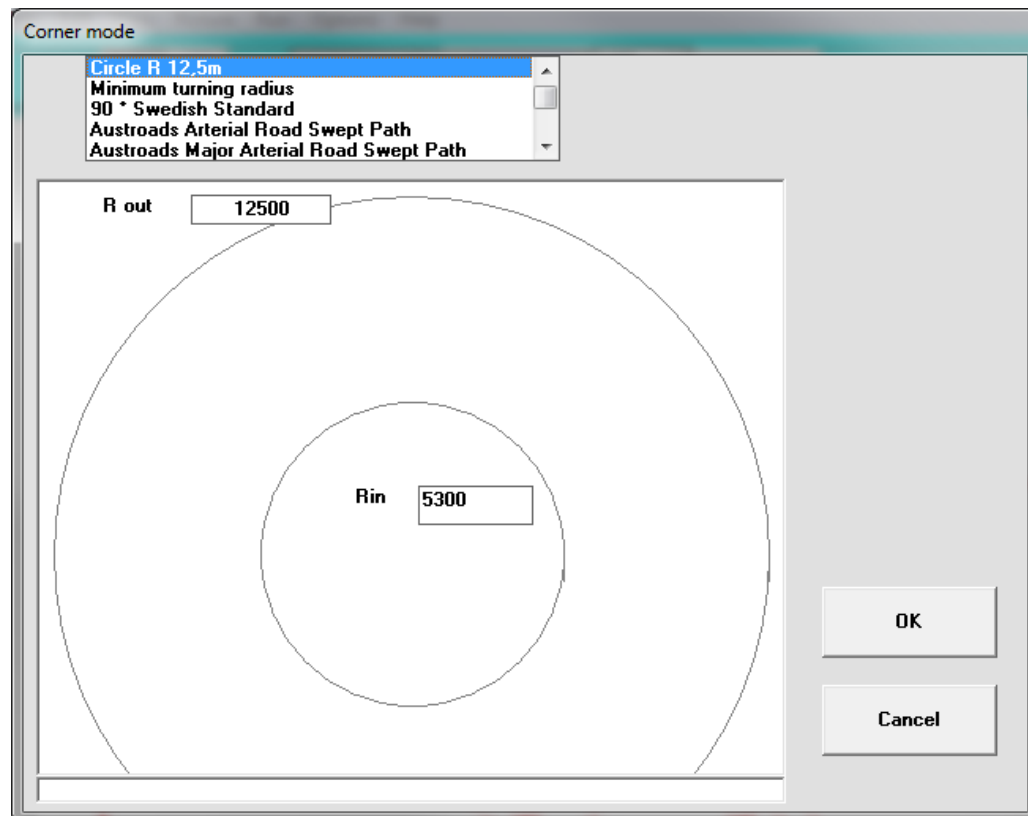 Corner mode
Circle R 12,5m
Minimum turning radius
90 * Swedish Standard
Austroads Arterial Road Swept Path
Austroads Major Arterial Road Swept Path
R out 12500
Rin 5300
OK
Cancel